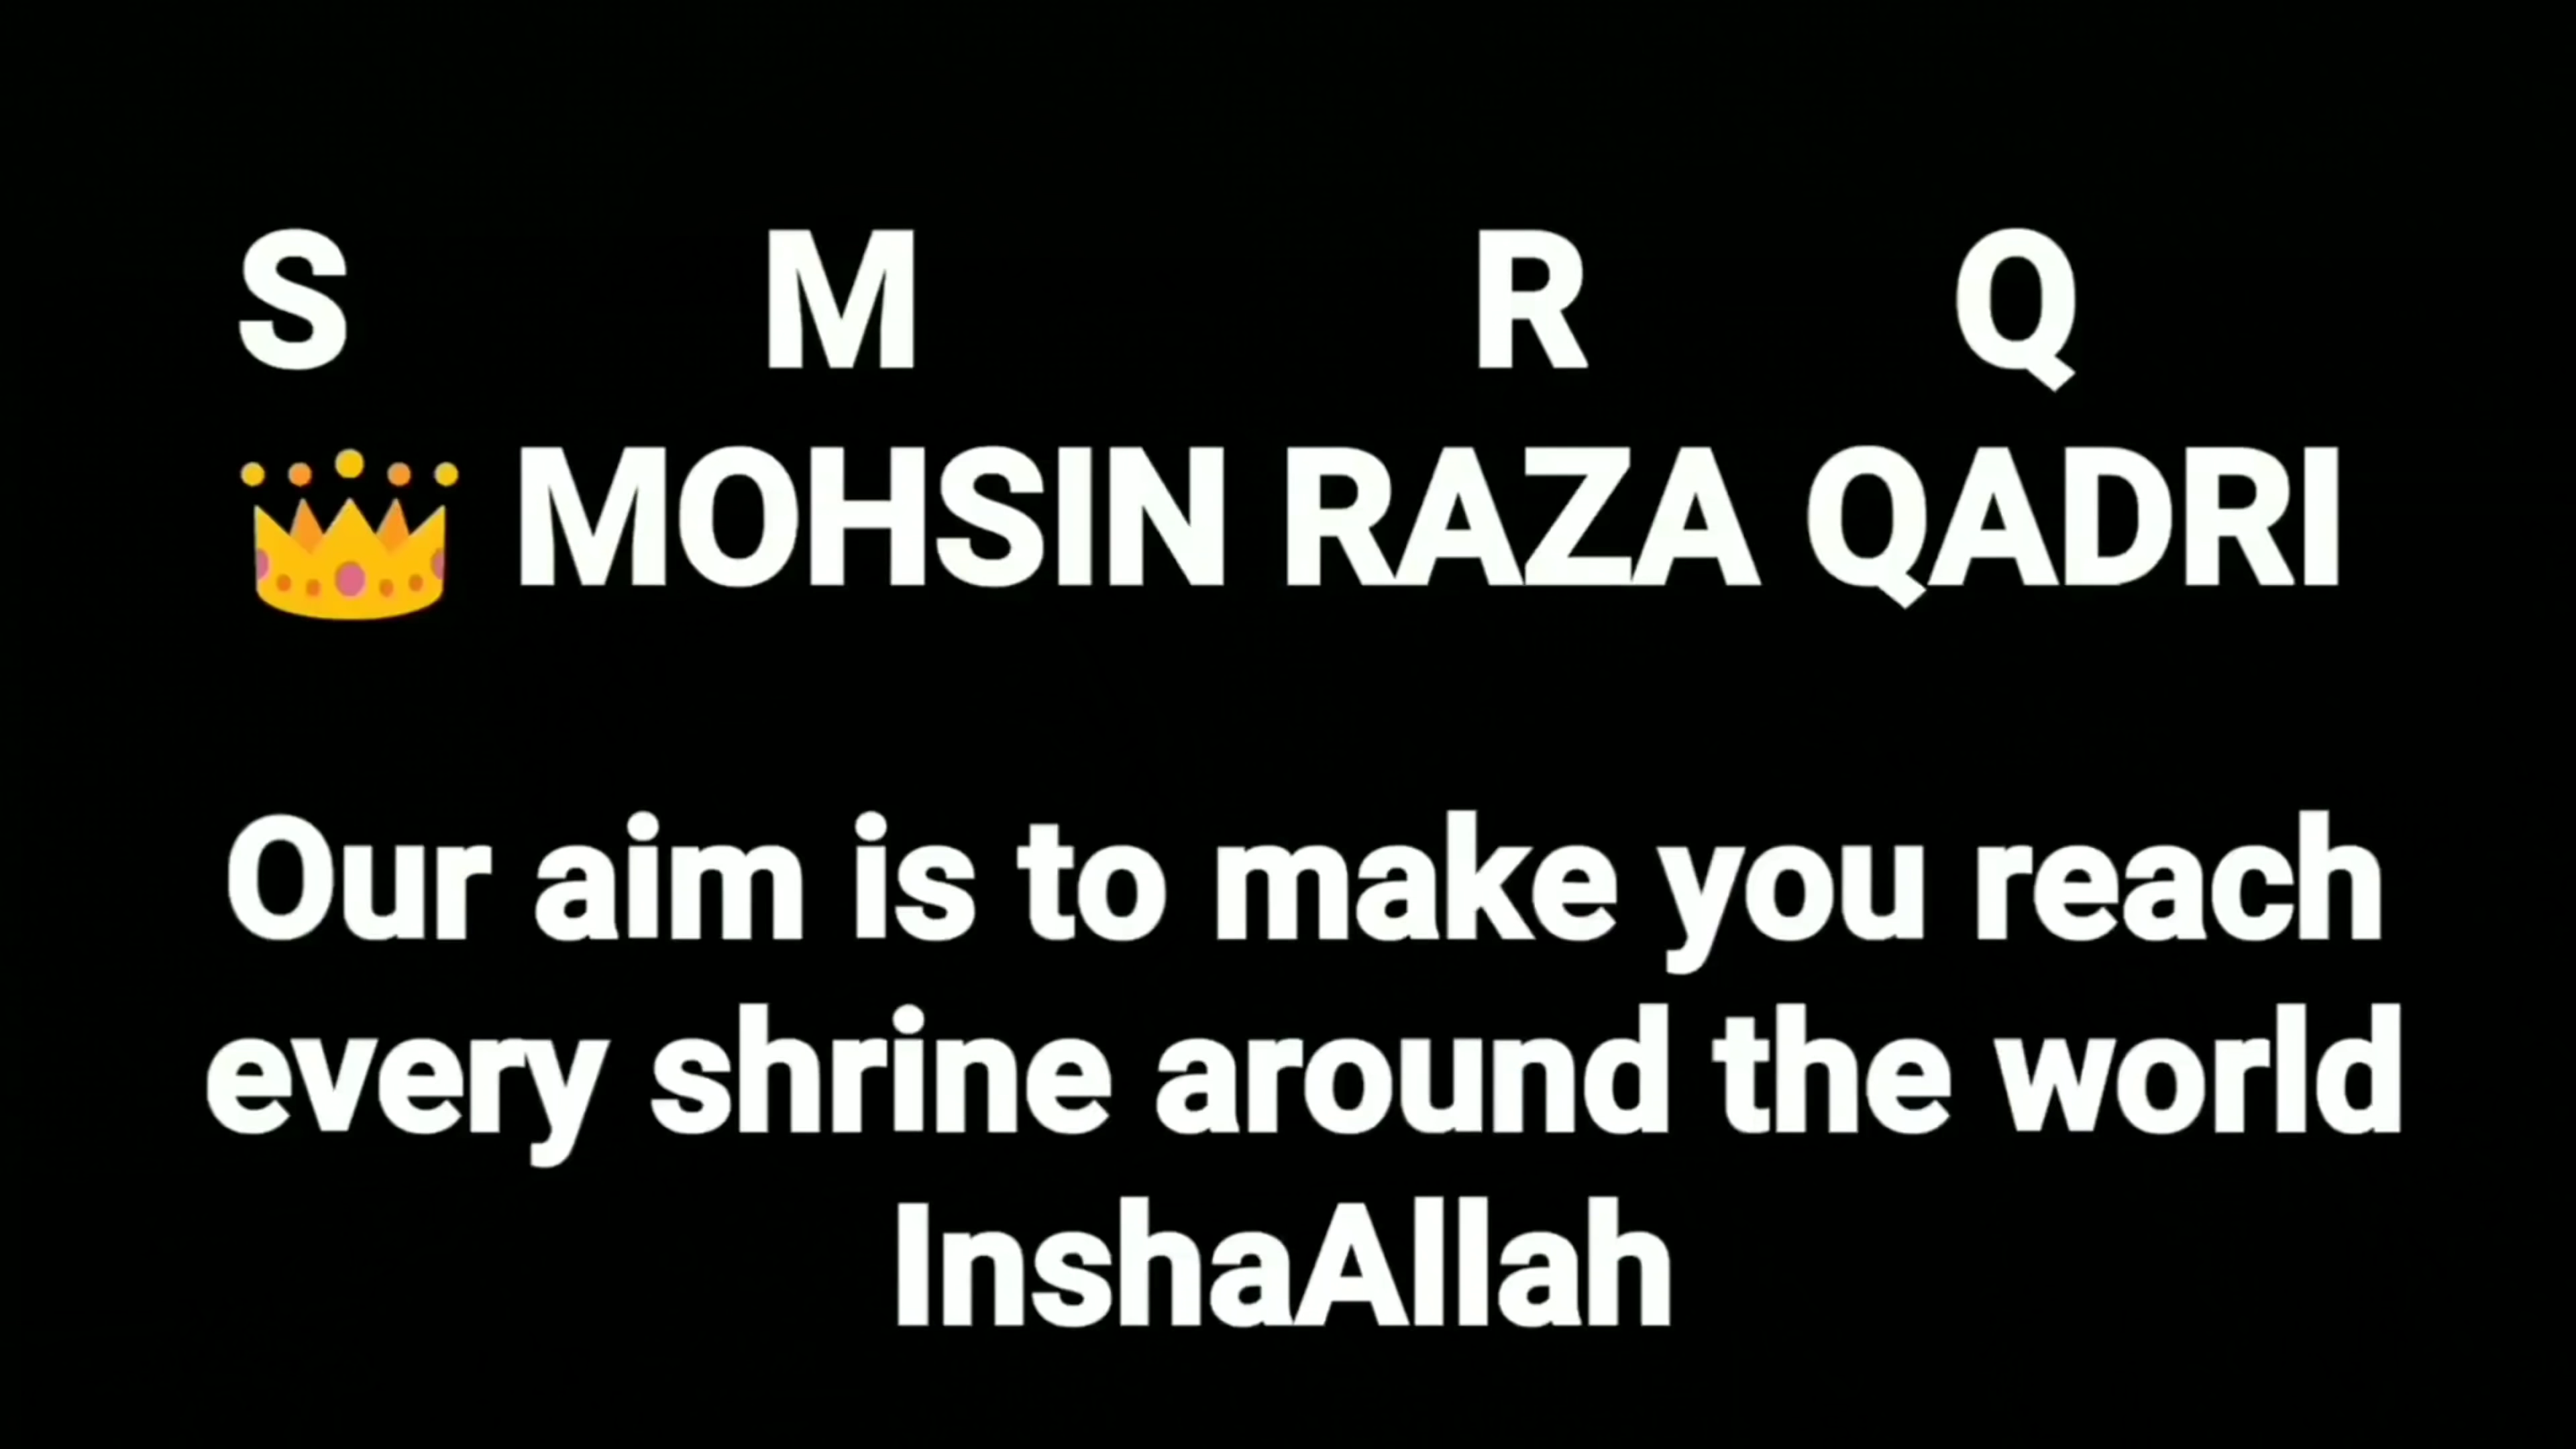 S M R Q
👑 MOHSIN RAZA QADRI
Our aim is to make you reach
every shrine around the world
InshaAllah